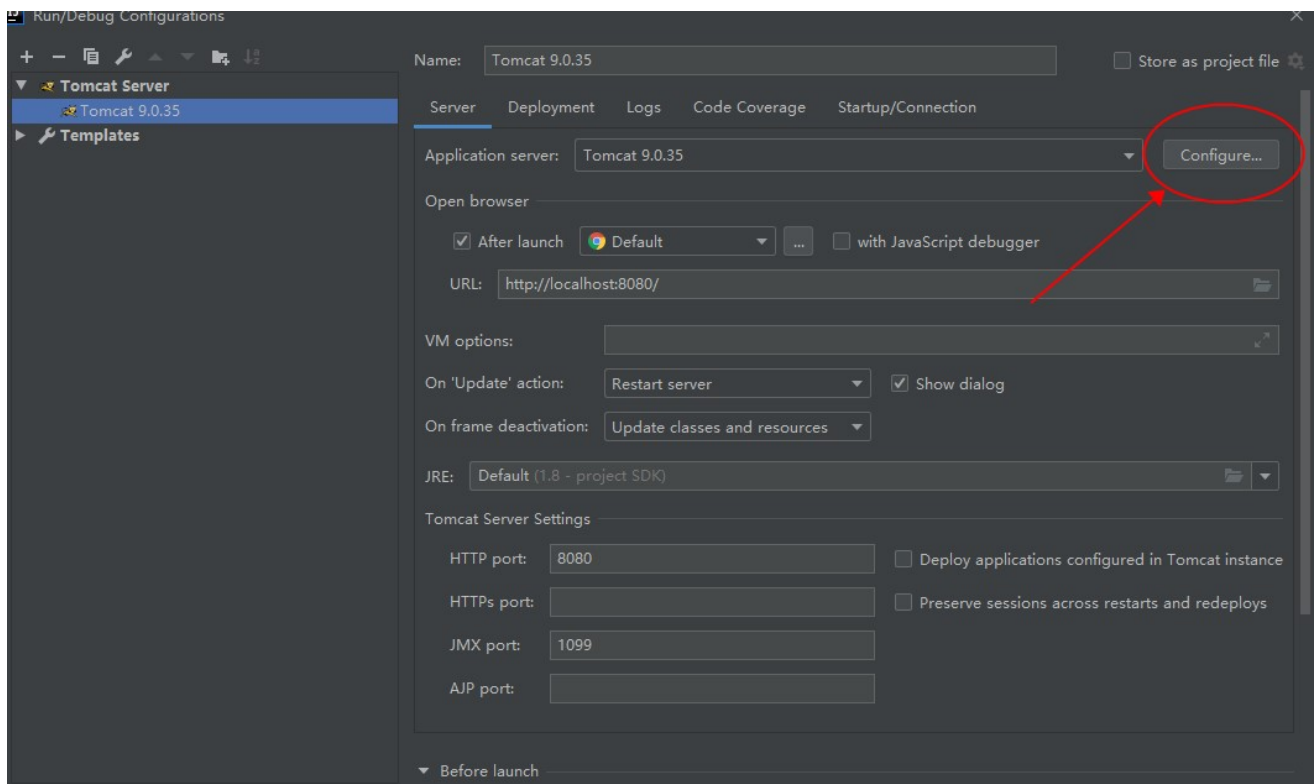 Run/Debug Configurations
Tomcat Server
Tomcat 9.0.35
Templates
Name: Tomcat 9.0.35 Store as project file
Server Deployment Logs Code Coverage Startup/Connection
Application server: Tomcat 9.0.35 Configure...
Open browser
After launch Default ... with JavaScript debugger
URL: http://localhost:8080/
VM options:
On 'Update' action: Restart server Show dialog
On frame deactivation: Update classes and resources
JRE: Default (1.8 - project SDK)
Tomcat Server Settings
HTTP port: 8080 Deploy applications configured in Tomcat instance
HTTPs port: Preserve sessions across restarts and redeploys
JMX port: 1099
AJP port:
Before launch